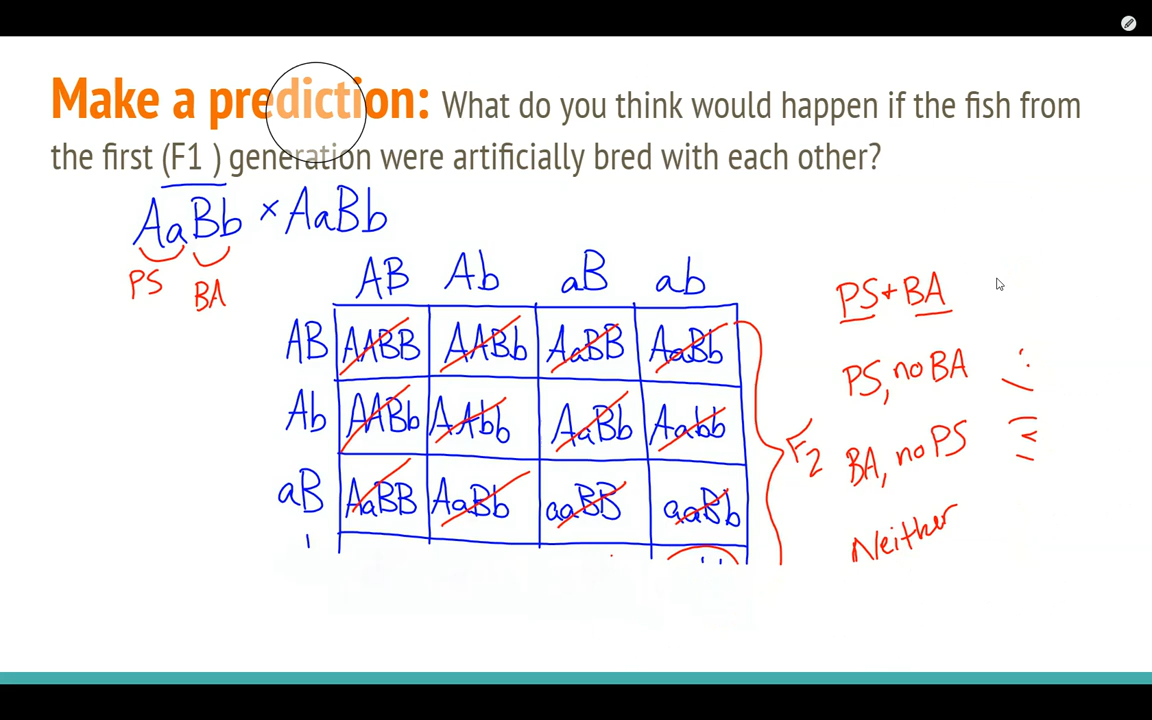 Make a prediction: What do you think would happen if the fish from
the first (F1 ) generation were artificially bred with each other?
AaBb × AaBb
PS BA
AB Ab aB ab
AB AABB AABb AaBB AaBb
Ab AABb AAbb AaBb Aabb
aB AaBB AaBb aaBB aaBb
F2
PS + BA
PS, no BA
BA, no PS
Neither